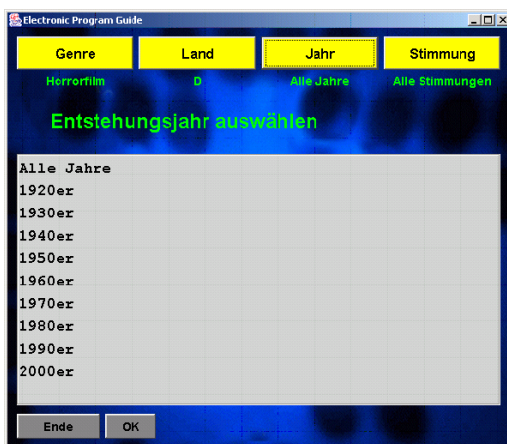 Electronic Program Guide
Genre Land Jahr Stimmung
Horrorfilm D Alle Jahre Alle Stimmungen
Entstehungsjahr auswählen
Alle Jahre
1920er
1930er
1940er
1950er
1960er
1970er
1980er
1990er
2000er
Ende OK